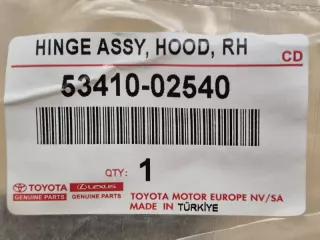 HINGE ASSY, HOOD, RH
CD
53410-02540
QTY: 1
TOYOTA
GENUINE PARTS
LEXUS
GENUINE PARTS
TOYOTA MOTOR EUROPE NV/SA
MADE IN TÜRKİYE